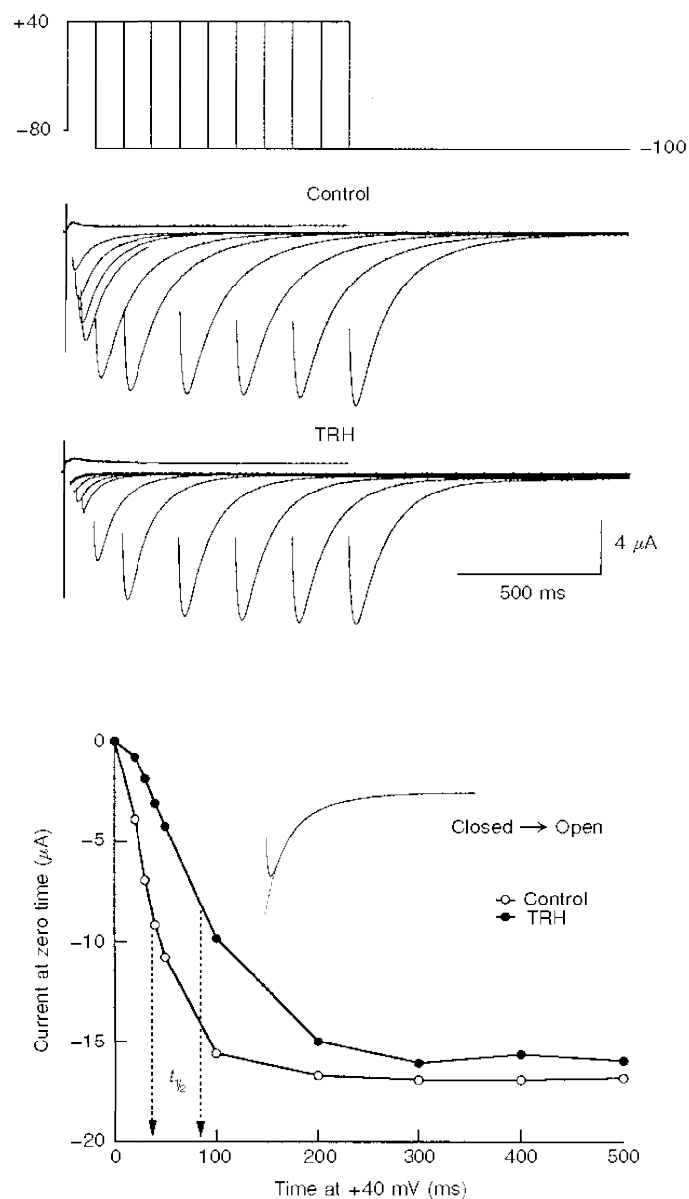 +40
−80
−100
Control
TRH
4 μA
500 ms
0
−5
−10
−15
−20
Current at zero time (μA)
Closed → Open
Control
TRH
t½
0 100 200 300 400 500
Time at +40 mV (ms)